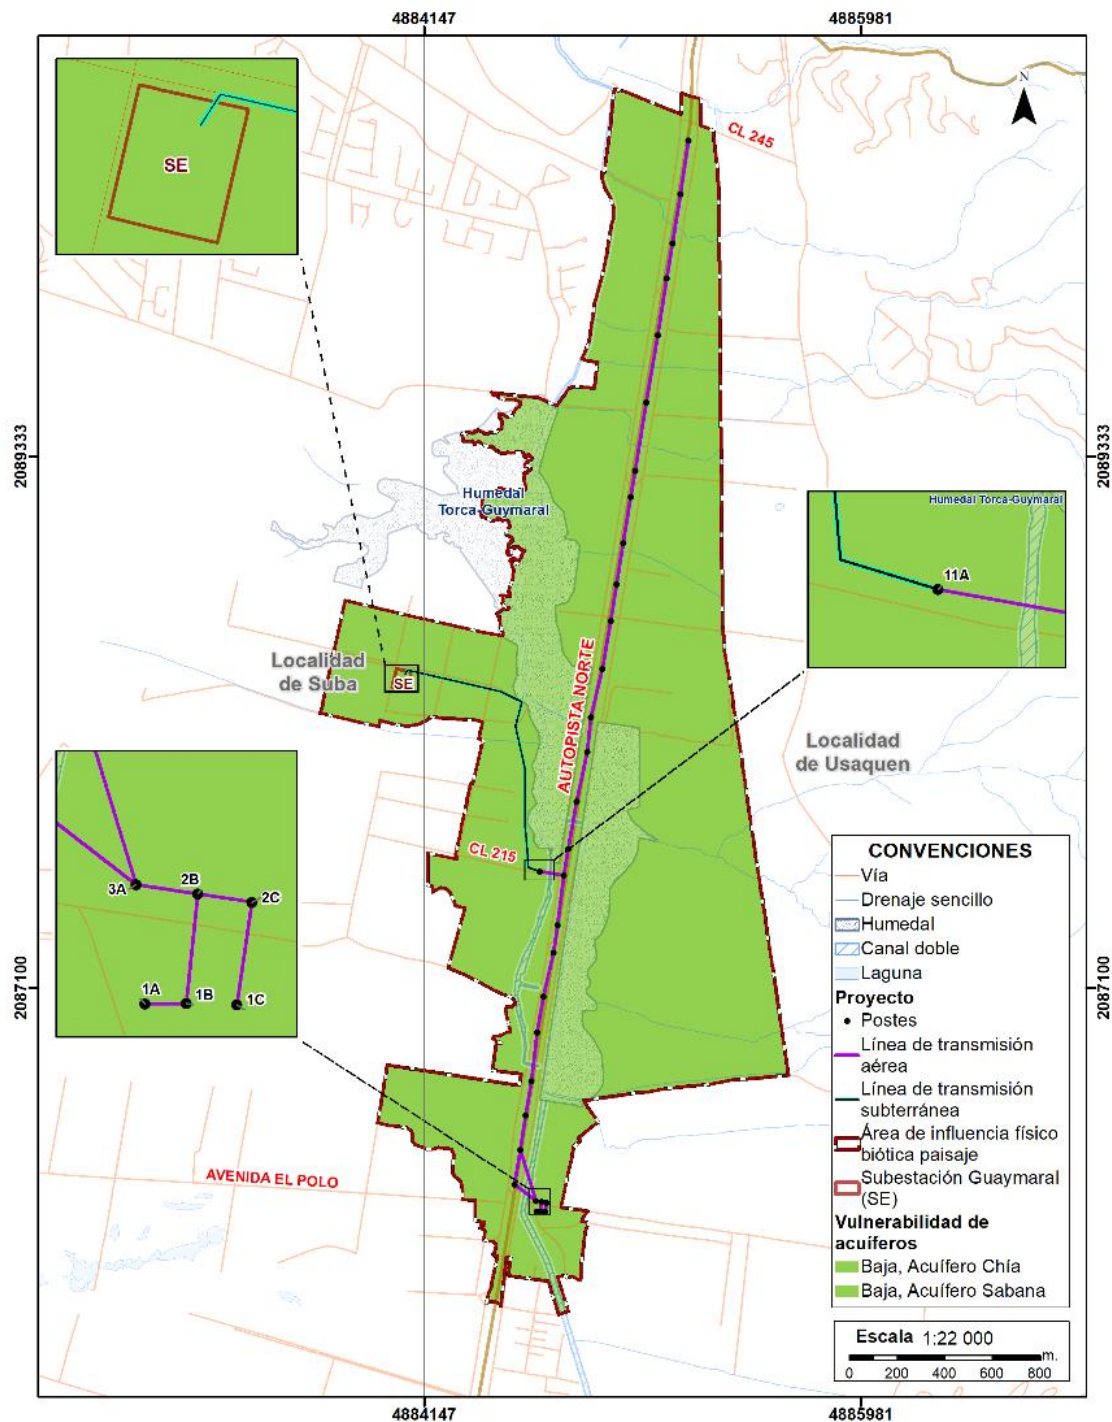 4884147
4885981
N
CL 245
SE
2089333
2089333
Humedal
Torca-Guymaral
Humedal Torca-Guymaral
11A
Localidad
de Suba
SE
AUTOPISTA NORTE
Localidad
de Usaquen
CL 215
3A
2B
2C
1A
1B
1C
2087100
2087100
AVENIDA EL POLO
CONVENCIONES
Vía
Drenaje sencillo
Humedal
Canal doble
Laguna
Proyecto
Postes
Línea de transmisión
aérea
Línea de transmisión
subterránea
Área de influencia físico
biótica paisaje
Subestación Guaymaral
(SE)
Vulnerabilidad de
acuíferos
Baja, Acuífero Chía
Baja, Acuífero Sabana
Escala 1:22 000
0 200 400 600 800 m.
4884147
4885981